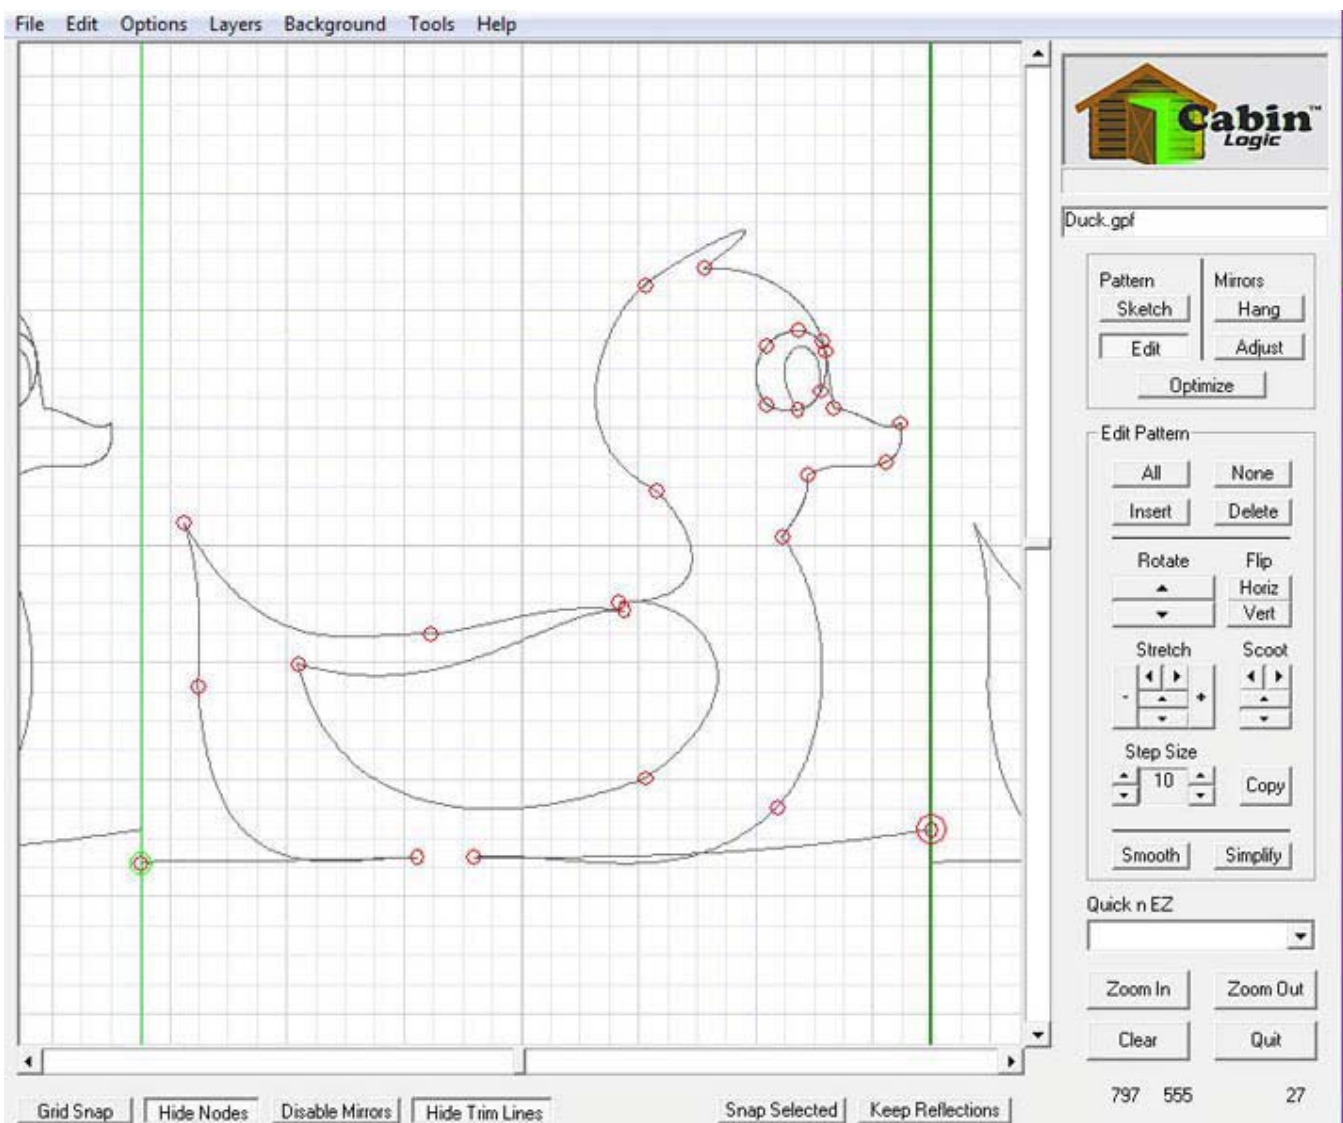 File Edit Options Layers Background Tools Help
Cabin™
Logic
Duck.gpf
Pattern Mirrors
Sketch Hang
Edit Adjust
Optimize
Edit Pattern
All None
Insert Delete
Rotate Flip
Horiz
Vert
Stretch Scoot
- +
Step Size
10 Copy
Smooth Simplify
Quick n EZ
Zoom In Zoom Out
Clear Quit
797 555 27
Grid Snap Hide Nodes Disable Mirrors Hide Trim Lines Snap Selected Keep Reflections